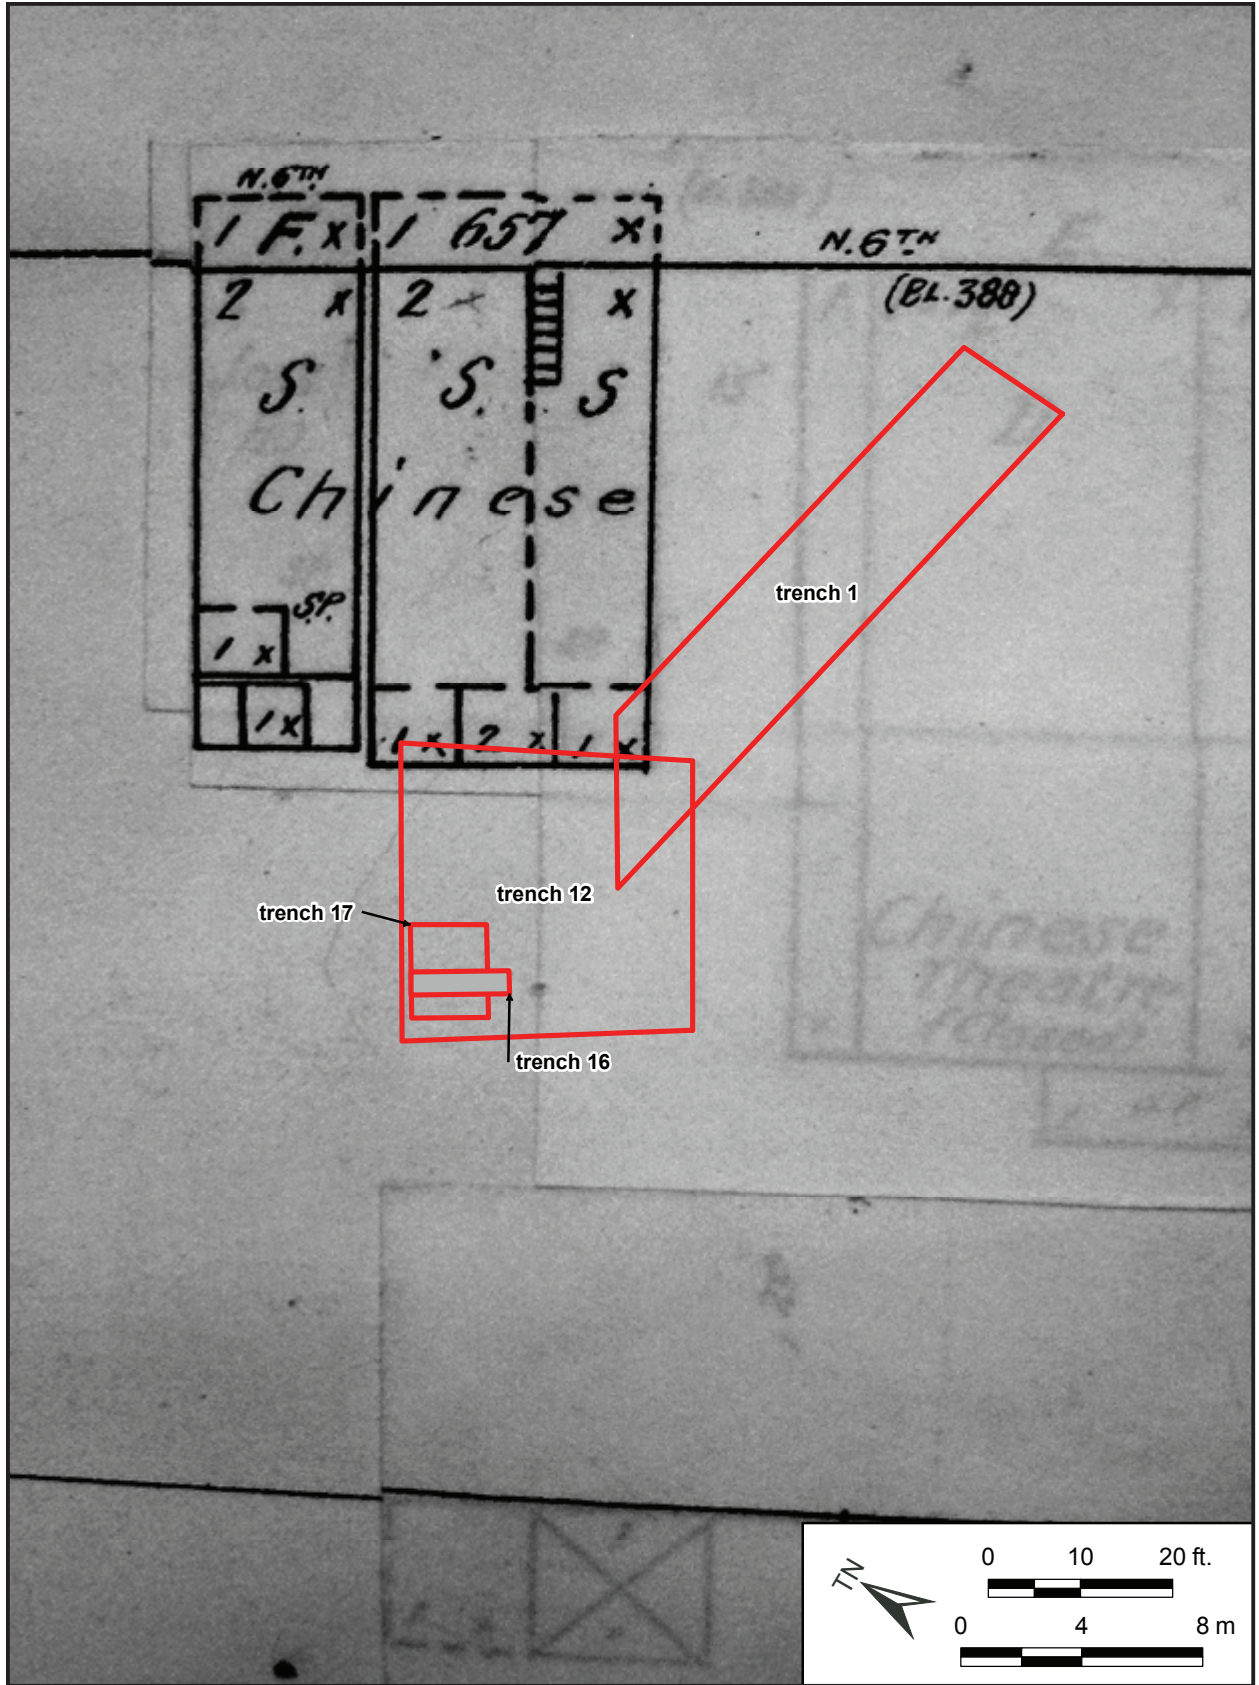 N. 6TH
1 F. x
1 657 x
N. 6TH
(BL. 388)
2 x
2 x
x
S.
S.
S
Chinese
S.P.
1 x
1 x
1 x
2 x
1 x
trench 1
trench 12
trench 17
trench 16
Chinese
Theatre
TN
0 10 20 ft.
0 4 8 m